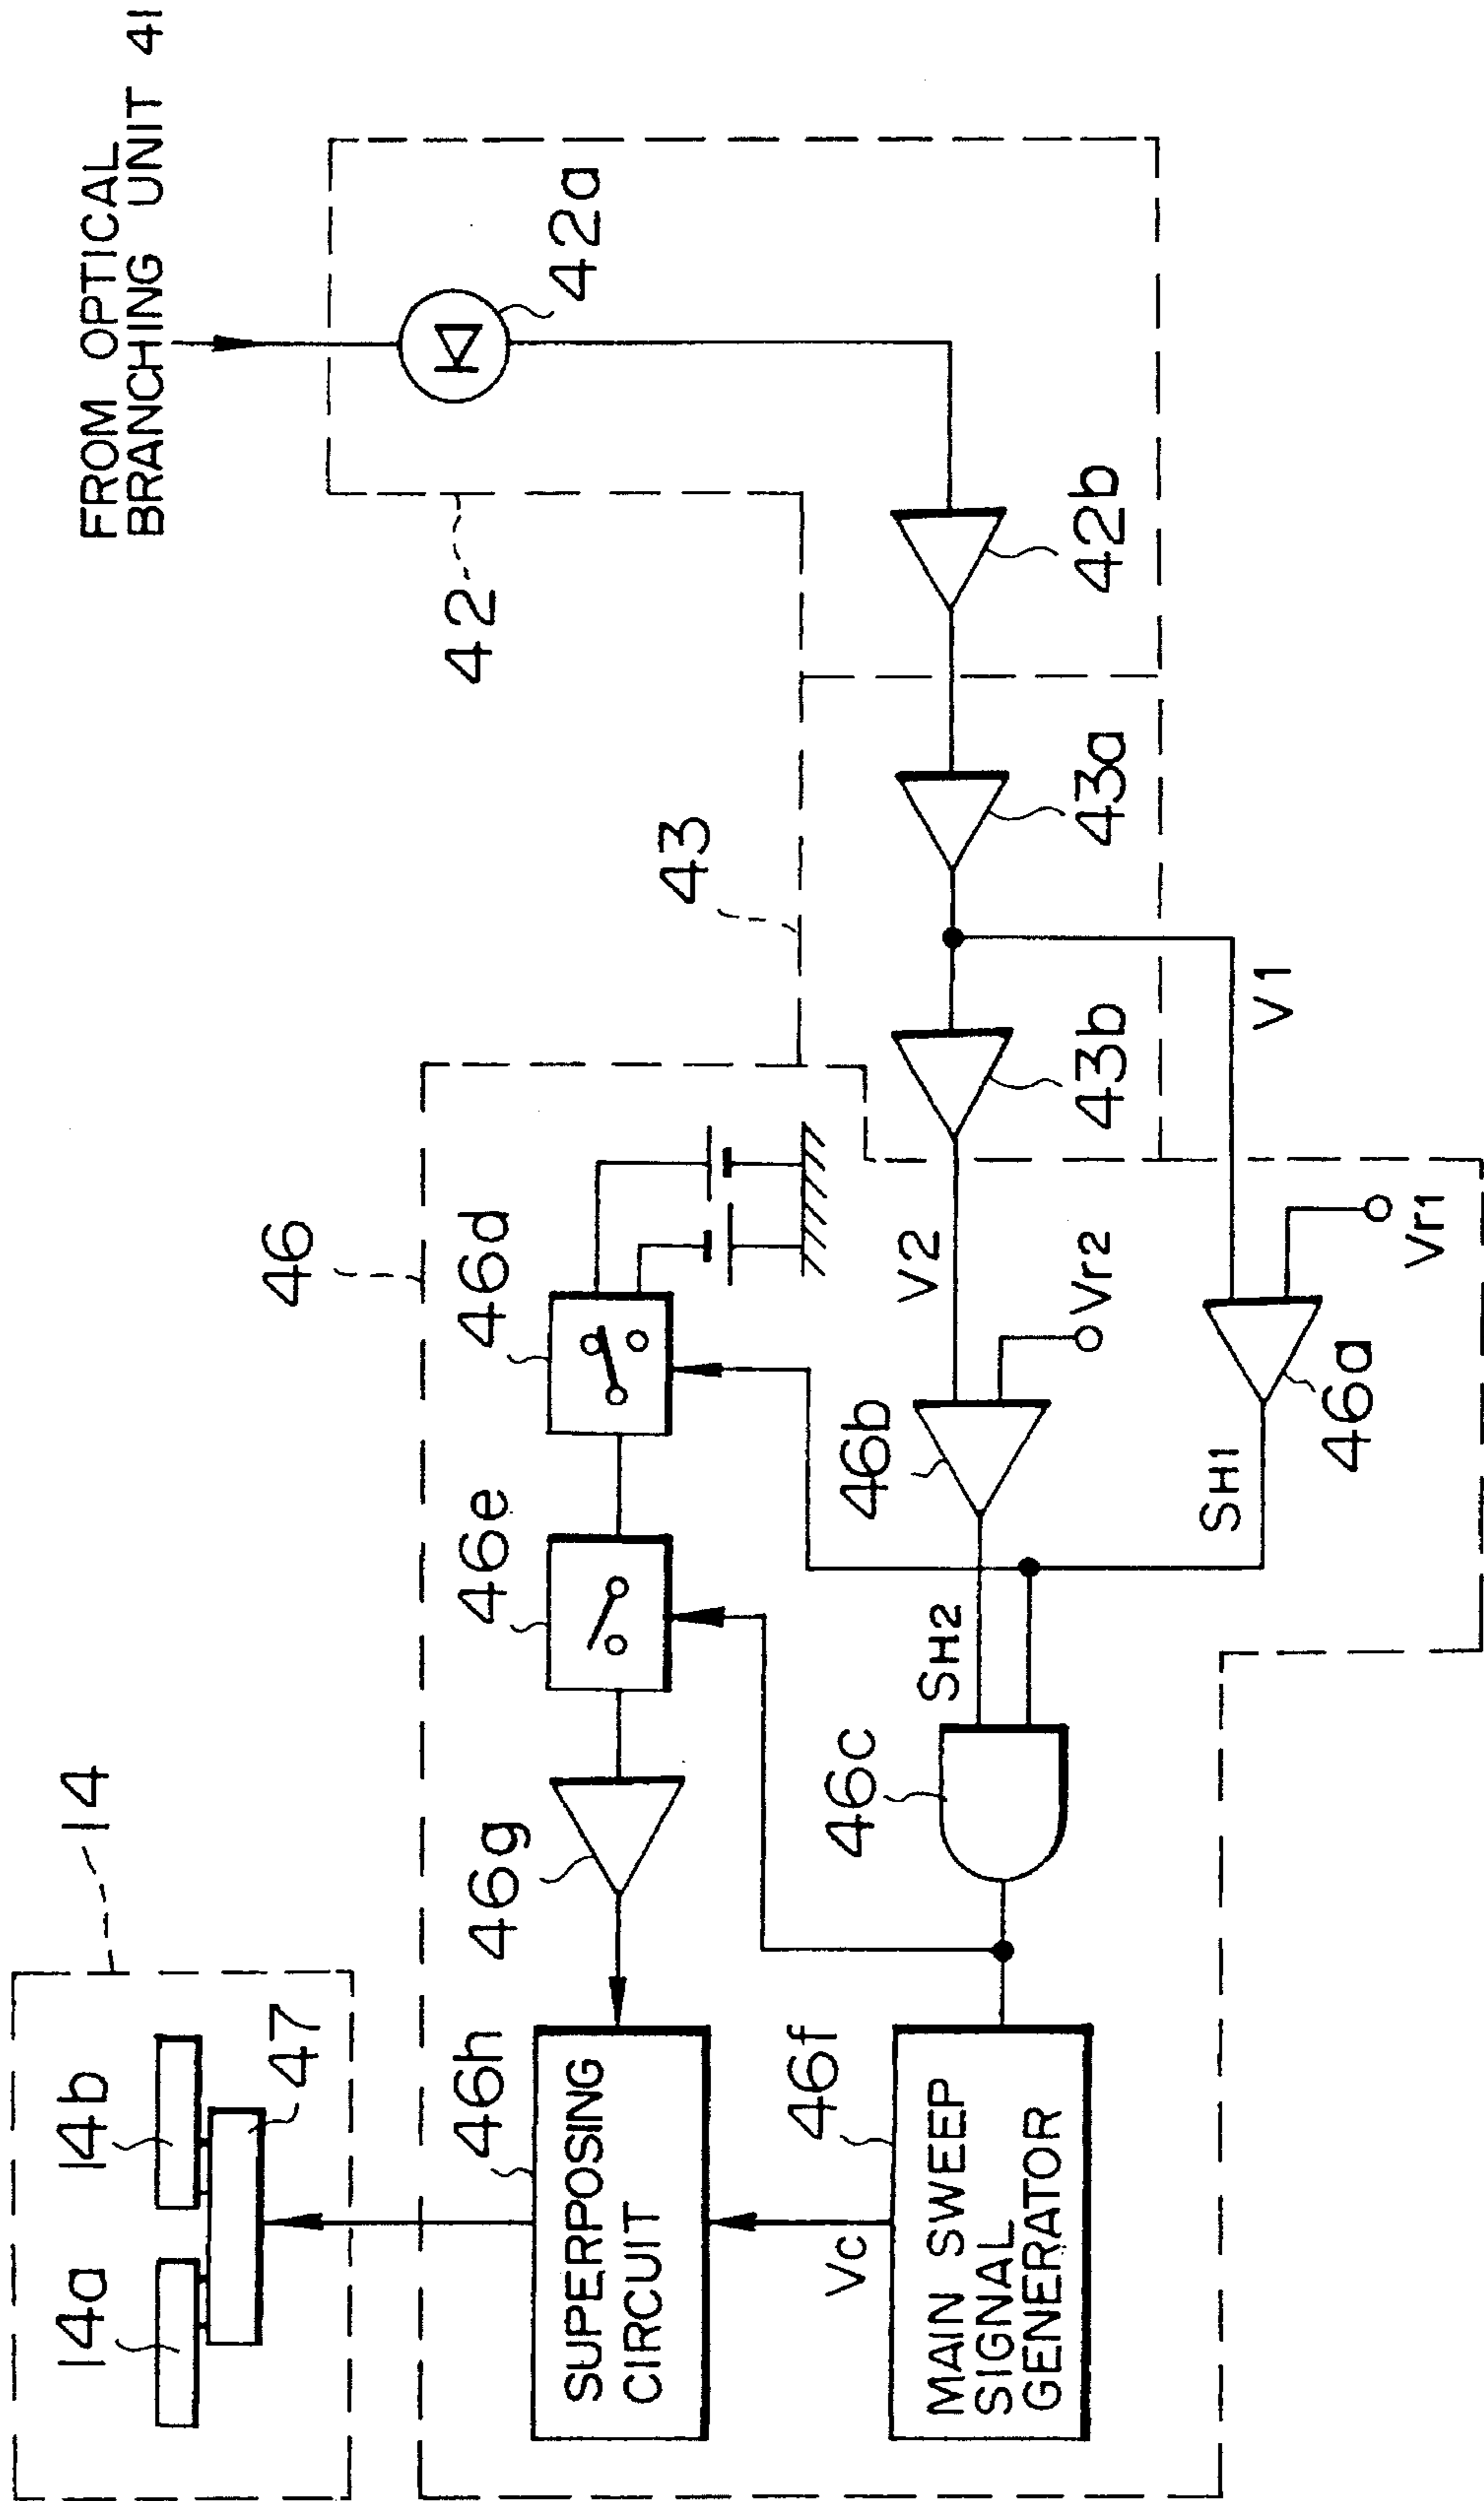 FROM OPTICAL
BRANCHING UNIT 41
42a
42
42b
43
43a
43b
V1
46
46d
V2
Vr2
Vr1
46e
46b
46a
SH1
SH2
14
46g
46c
14a
14b
47
46h
46f
SUPERPOSING
CIRCUIT
Vc
MAIN SWEEP
SIGNAL
GENERATOR